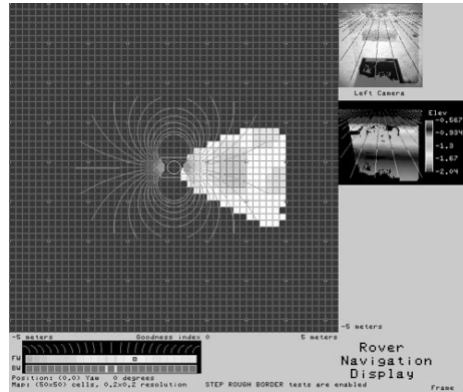 Left Camera
Elev
-0.567
-0.934
-1.3
-1.67
-2.04
-5 meters
-5 meters
Goodness index 0
5 meters
FW
BW
Position: (0,0) Yaw 0 degrees
Map: (50x50) cells, 0,2x0,2 resolution
STEP ROUGH BORDER tests are enabled
Rover
Navigation
Display
Frame